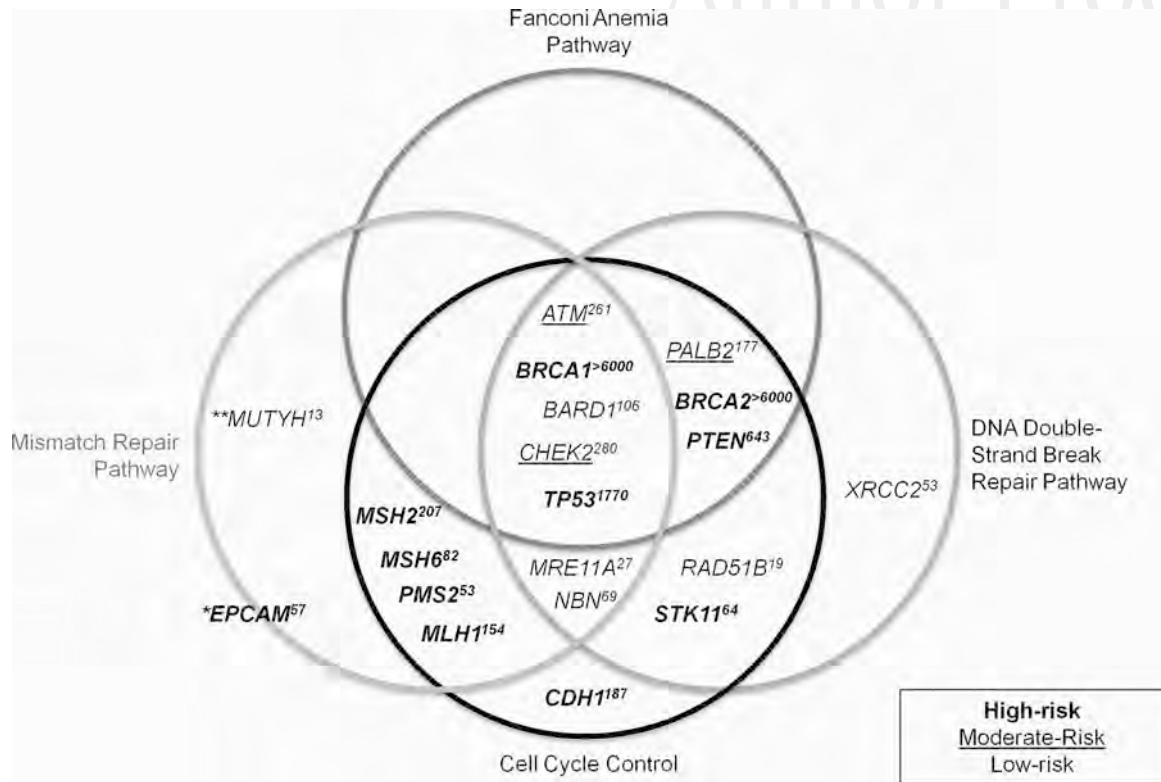 Fanconi Anemia
Pathway
ATM261
PALB2177
BRCA1>6000
**MUTYH13
BARD1106
BRCA2>6000
Mismatch Repair
Pathway
CHEK2280
PTEN643
DNA Double-
Strand Break
Repair Pathway
TP531770
XRCC253
MSH2207
MSH682
MRE11A27
RAD51B19
PMS253
NBN69
*EPCAM57
STK1164
MLH1154
CDH1187
Cell Cycle Control
High-risk
Moderate-Risk
Low-risk